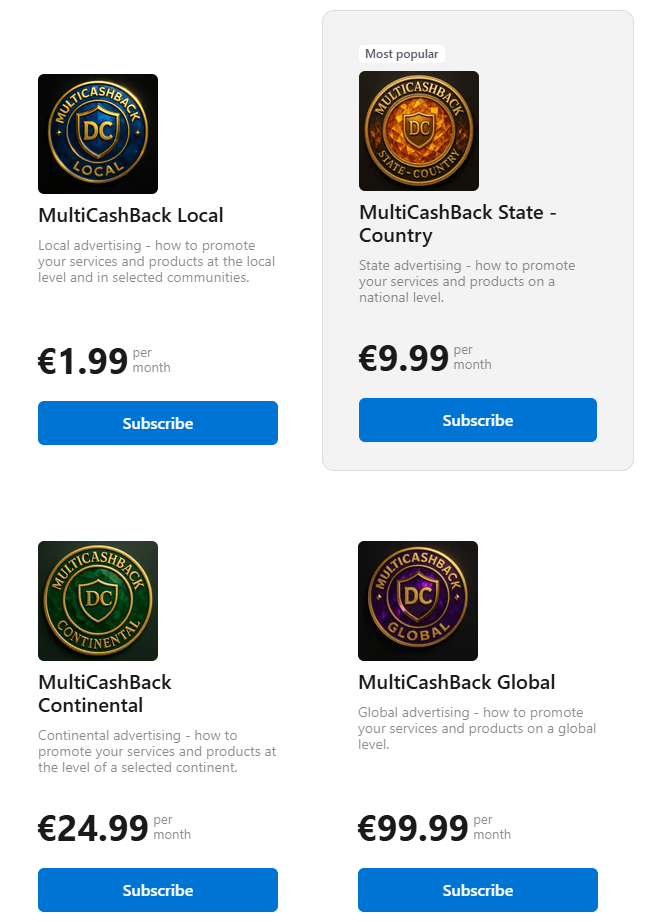 MULTICASHBACK
DC
LOCAL
MultiCashBack Local
Local advertising - how to promote
your services and products at the local
level and in selected communities.
€1.99 per
month
Subscribe
Most popular
MULTICASHBACK
DC
STATE - COUNTRY
MultiCashBack State -
Country
State advertising - how to promote
your services and products on a
national level.
€9.99 per
month
Subscribe
MULTICASHBACK
DC
CONTINENTAL
MultiCashBack
Continental
Continental advertising - how to
promote your services and products at
the level of a selected continent.
€24.99 per
month
Subscribe
MULTICASHBACK
DC
GLOBAL
MultiCashBack Global
Global advertising - how to promote
your services and products on a global
level.
€99.99 per
month
Subscribe